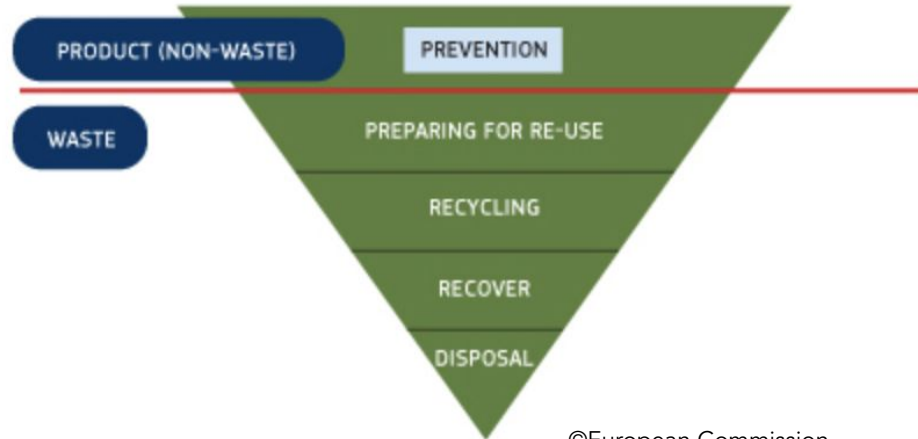 PRODUCT (NON-WASTE)
PREVENTION
WASTE
PREPARING FOR RE-USE
RECYCLING
RECOVER
DISPOSAL
©European Commission